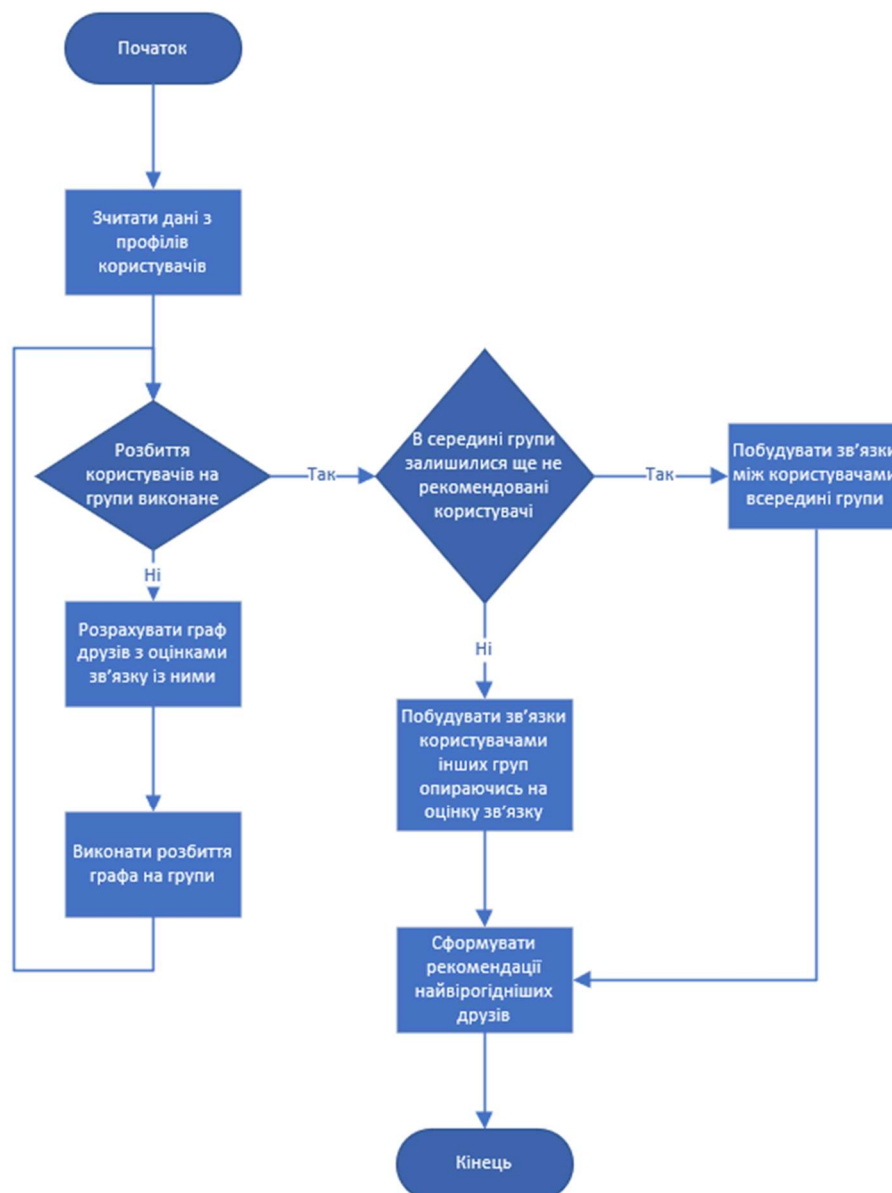 Початок
Зчитати дані з
профілів
користувачів
Розбиття
користувачів на
групи виконане
Так
В середині групи
залишилися ще не
рекомендовані
користувачі
Так
Побудувати зв’язки
між користувачами
всередині групи
Ні
Розрахувати граф
друзів з оцінками
зв’язку із ними
Ні
Побудувати зв’язки
користувачами
інших груп
опираючись на
оцінку зв’язку
Виконати розбиття
графа на групи
Сформувати
рекомендації
найвірогідніших
друзів
Кінець